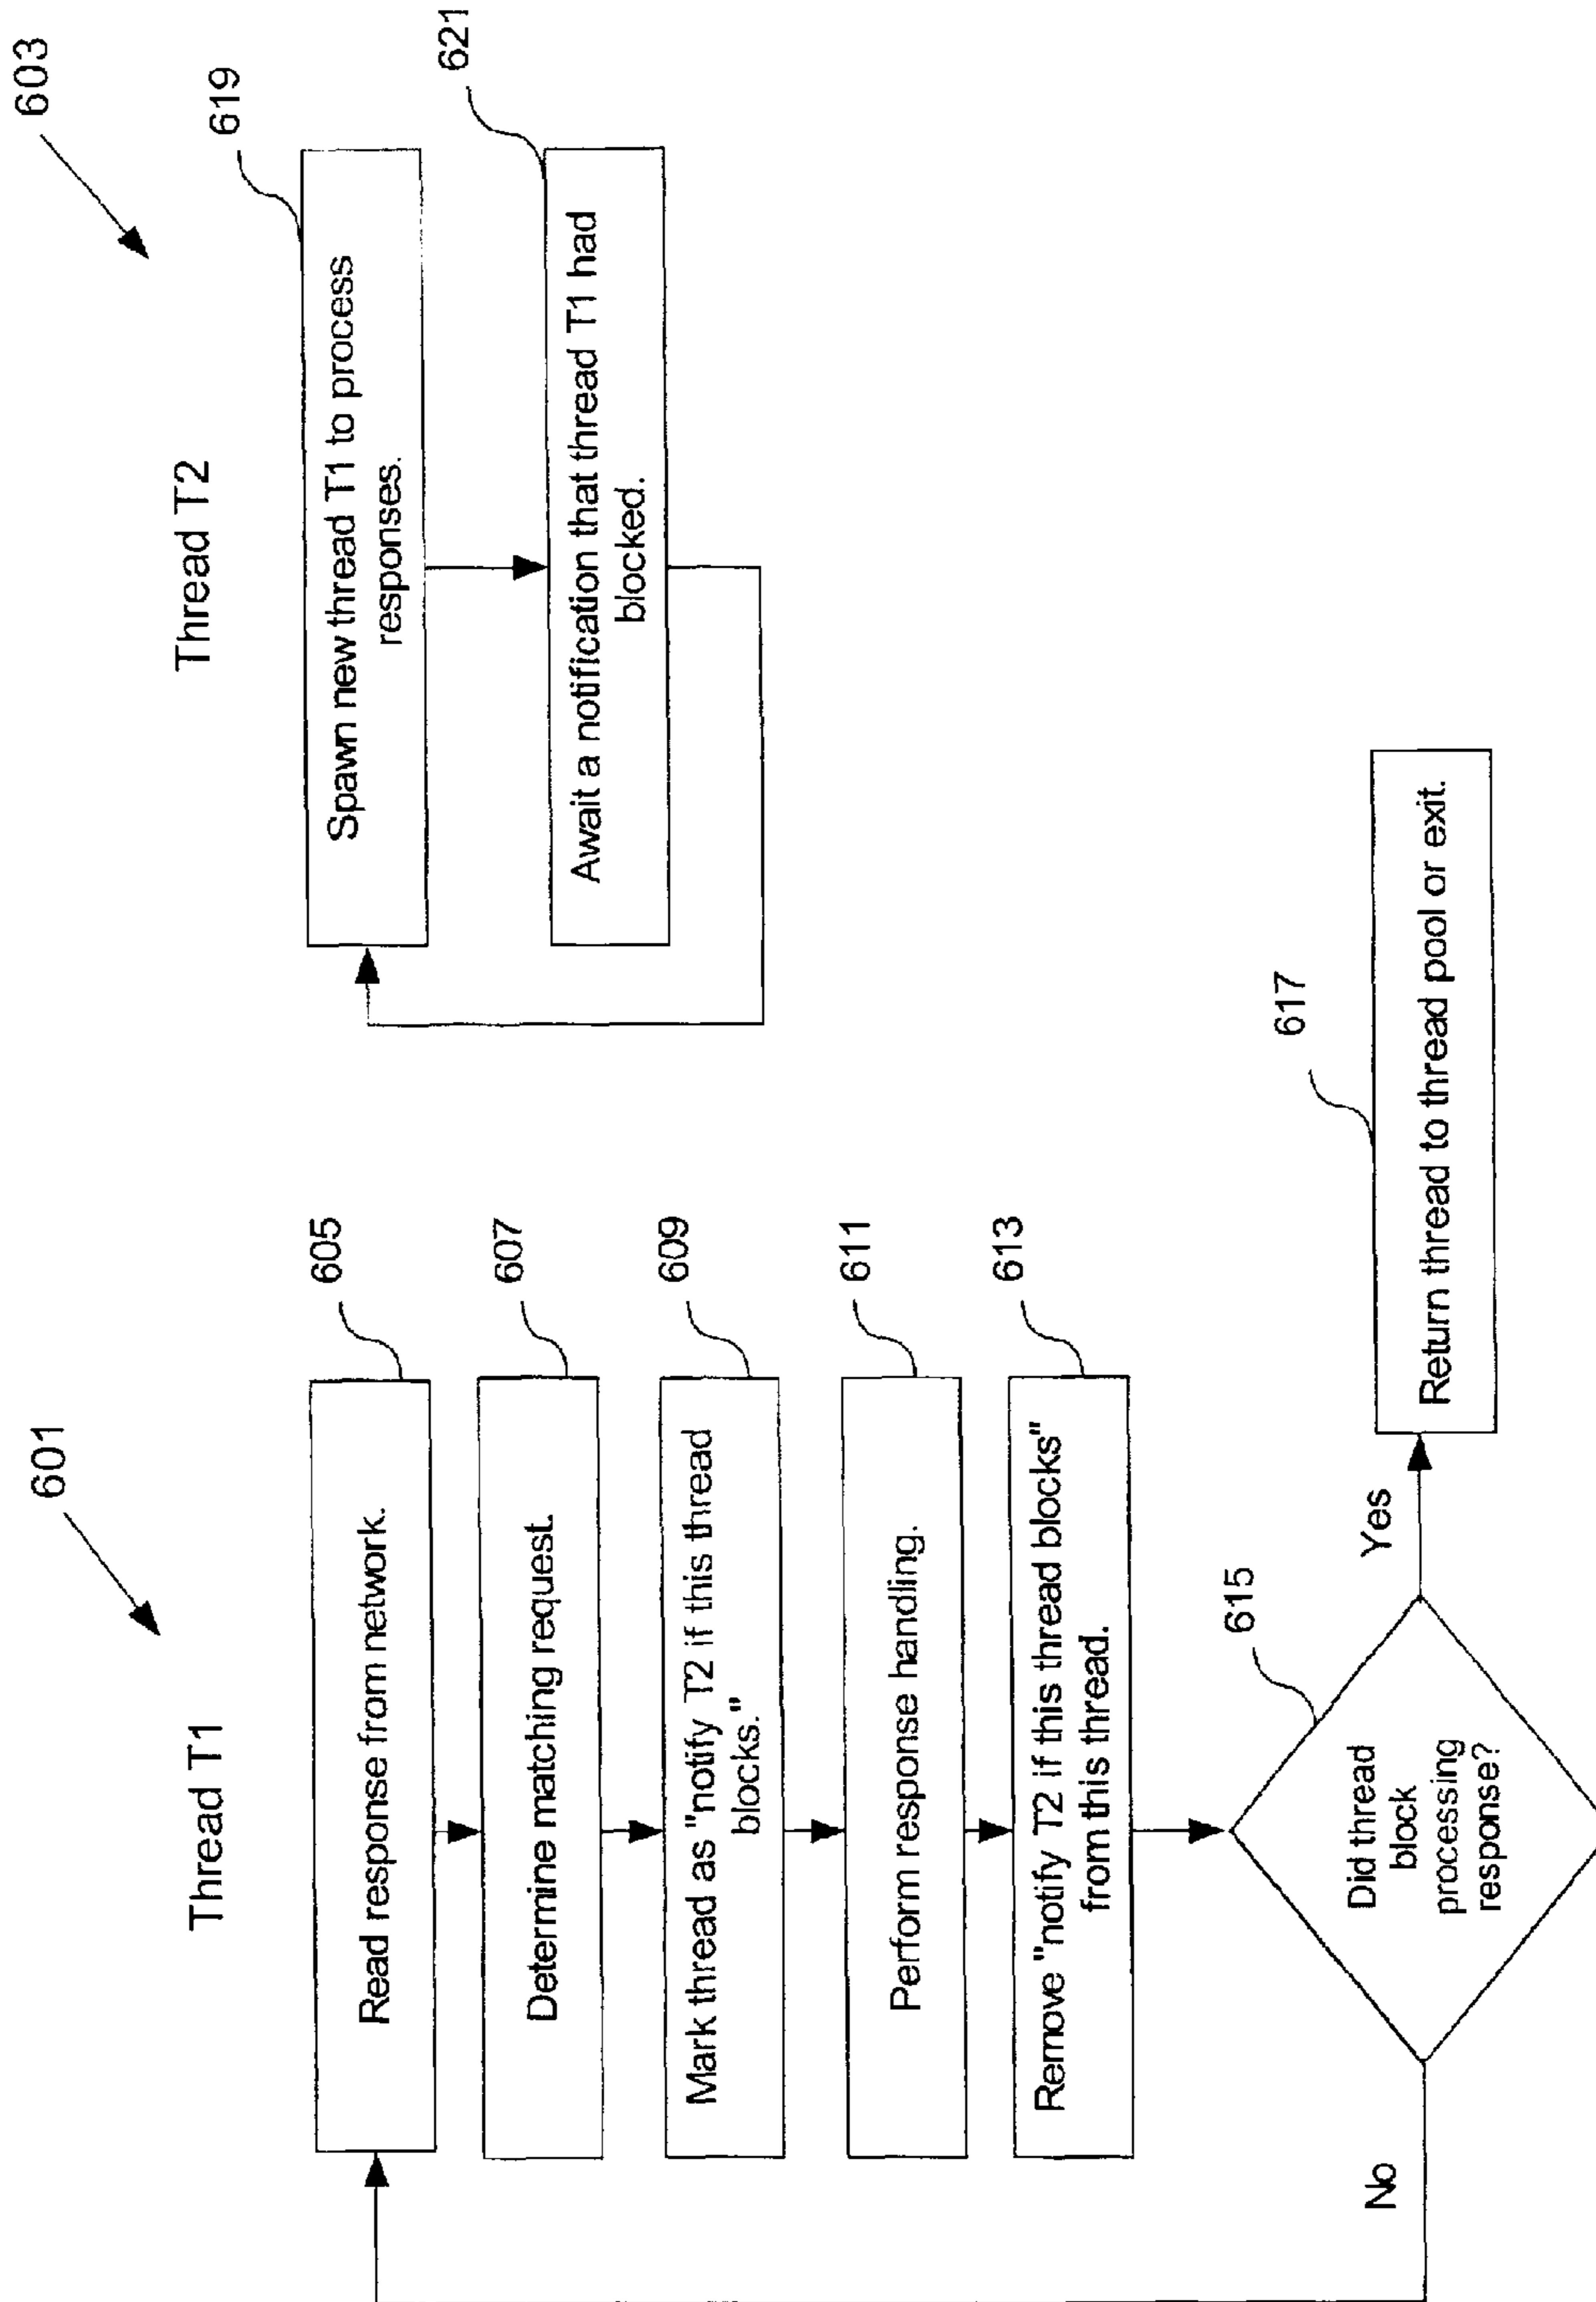 601
Thread T1
605
Read response from network.
607
Determine matching request.
609
Mark thread as "notify T2 if this thread
blocks."
611
Perform response handling.
613
Remove "notify T2 if this thread blocks"
from this thread.
615
Did thread
block
processing
response?
No
Yes
617
Return thread to thread pool or exit.
603
Thread T2
619
Spawn new thread T1 to process
responses.
621
Await a notification that thread T1 had
blocked.